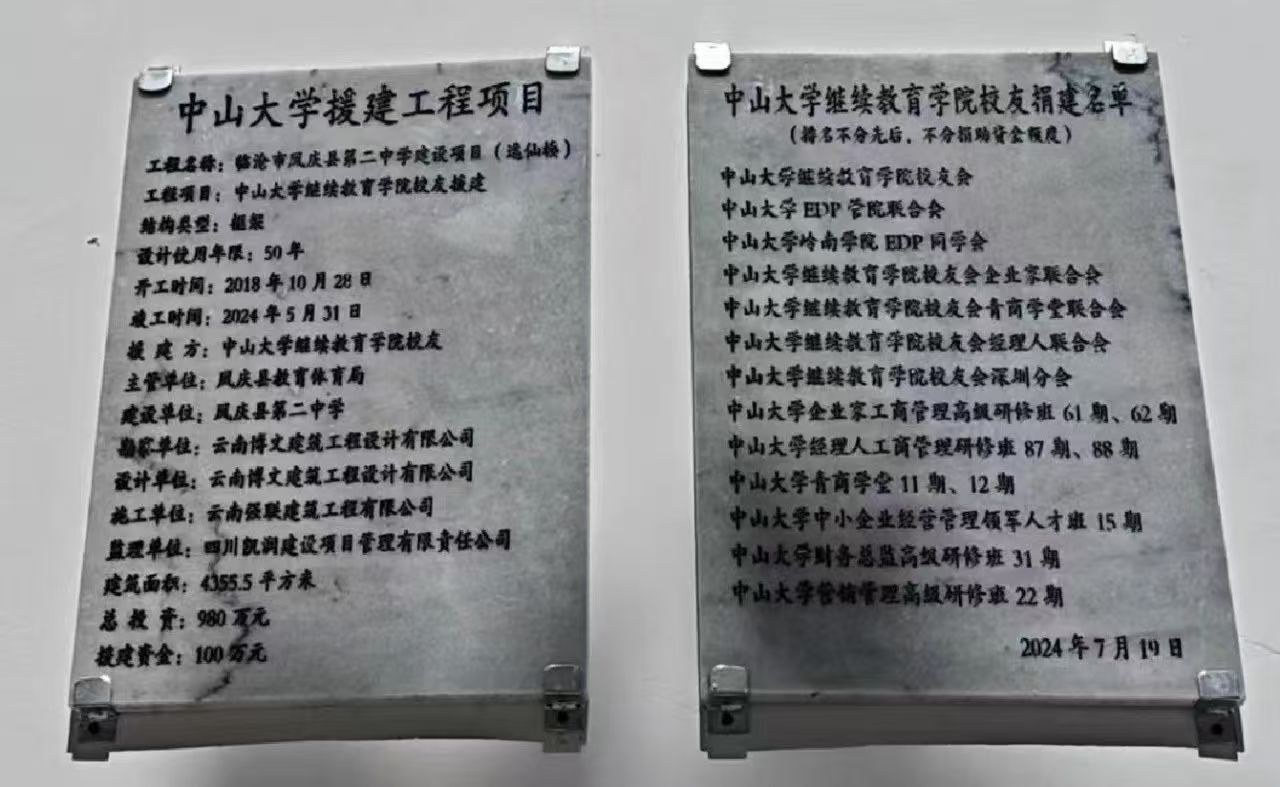 中山大学援建工程项目
工程名称：临沧市凤庆县第二中学建设项目（逸仙楼）
工程项目：中山大学继续教育学院校友援建
结构类型：框架
设计使用年限：50年
开工时间：2018年10月28日
竣工时间：2024年5月31日
援建方：中山大学继续教育学院校友
主管单位：凤庆县教育体育局
建设单位：凤庆县第二中学
勘察单位：云南博文建筑工程设计有限公司
设计单位：云南博文建筑工程设计有限公司
施工单位：云南强联建筑工程有限公司
监理单位：四川凯润建设项目管理有限责任公司
建筑面积：4355.5平方米
总投资：980万元
援建资金：100万元
中山大学继续教育学院校友捐建名单
（排名不分先后，不分捐助资金额度）
中山大学继续教育学院校友会
中山大学EDP管院联合会
中山大学岭南学院EDP同学会
中山大学继续教育学院校友会企业家联合会
中山大学继续教育学院校友会青商学堂联合会
中山大学继续教育学院校友会经理人联合会
中山大学继续教育学院校友会深圳分会
中山大学企业家工商管理高级研修班61期、62期
中山大学经理人工商管理研修班87期、88期
中山大学青商学堂11期、12期
中山大学中小企业经营管理领军人才班15期
中山大学财务总监高级研修班31期
中山大学营销管理高级研修班22期
2024年7月19日